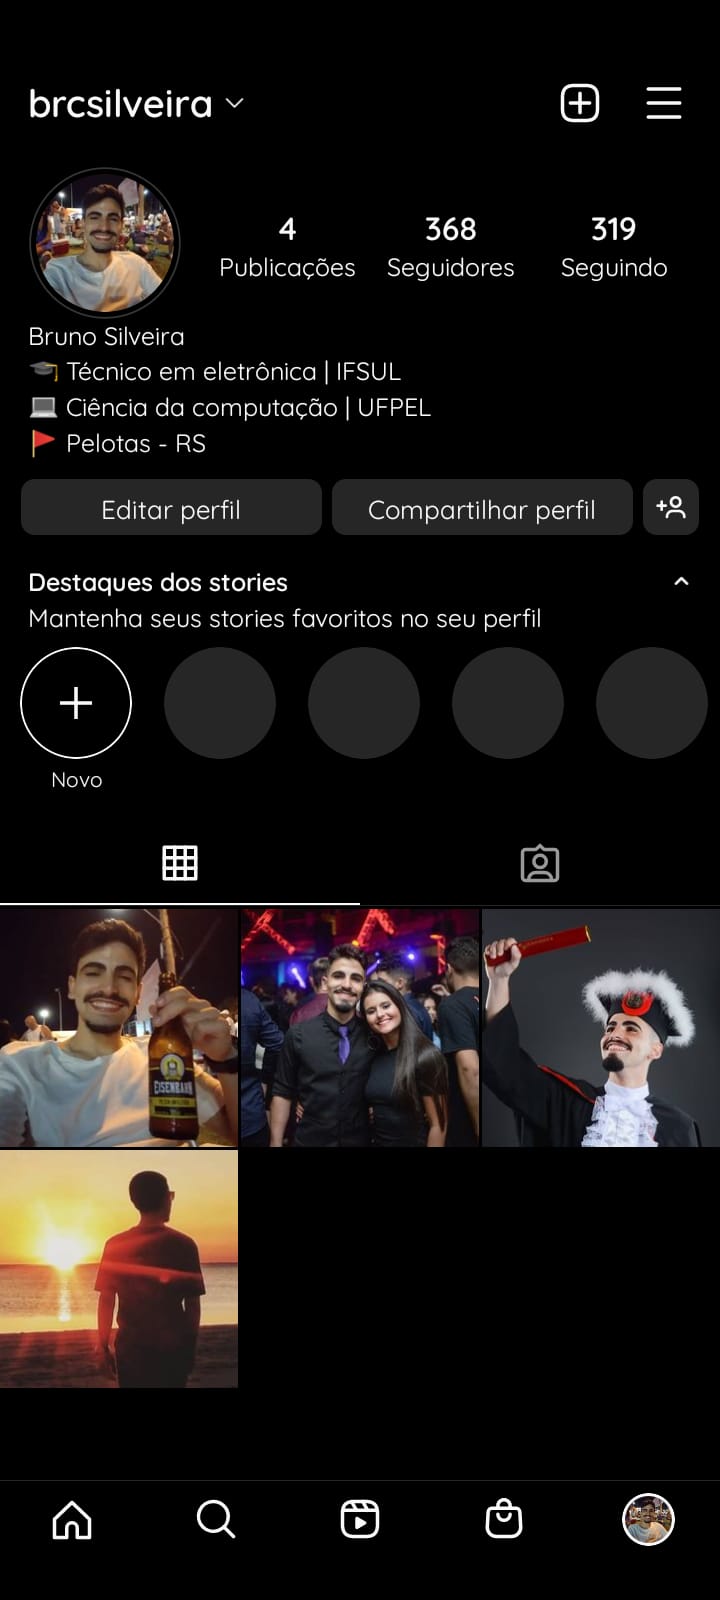 brcsilveira
4 368 319
Publicações Seguidores Seguindo
Bruno Silveira
🎓 Técnico em eletrônica | IFSUL
💻 Ciência da computação | UFPEL
🚩 Pelotas - RS
Editar perfil Compartilhar perfil
Destaques dos stories
Mantenha seus stories favoritos no seu perfil
Novo
EISENBAHN